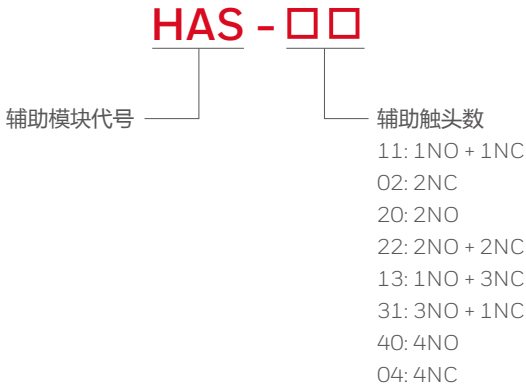 HAS - □□
辅助模块代号
辅助触头数
11: 1NO + 1NC
02: 2NC
20: 2NO
22: 2NO + 2NC
13: 1NO + 3NC
31: 3NO + 1NC
40: 4NO
04: 4NC